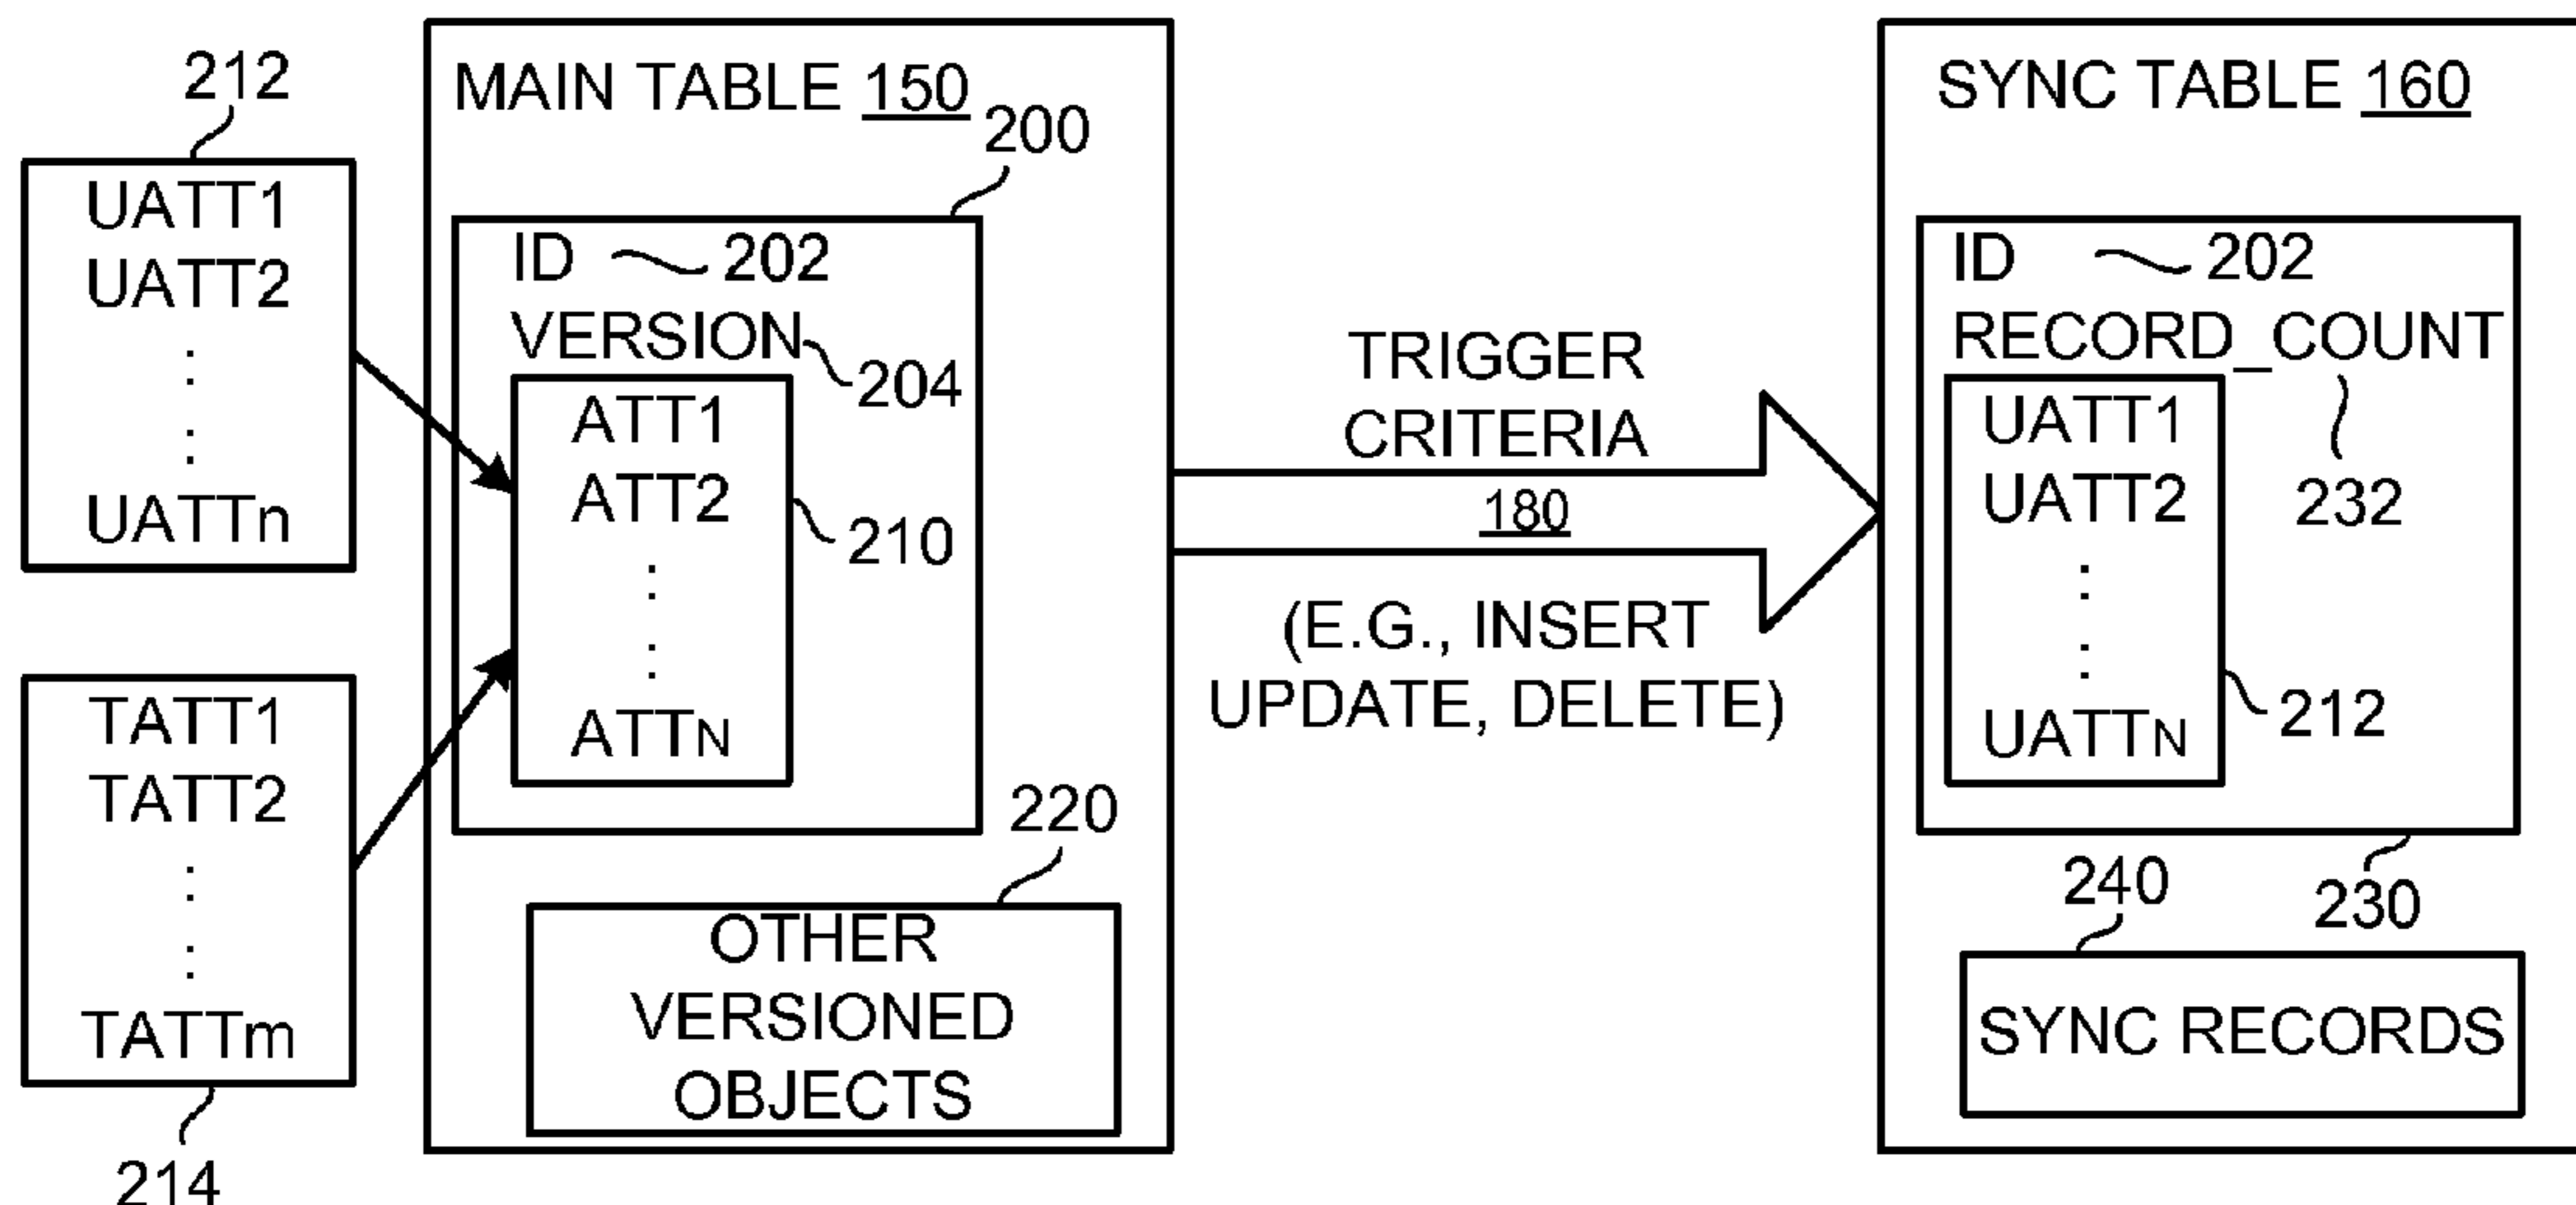 212
UATT1
UATT2
UATTn
TATT1
TATT2
TATTm
214
MAIN TABLE 150
200
ID 202
VERSION
204
ATT1
ATT2
210
ATTN
220
OTHER
VERSIONED
OBJECTS
TRIGGER
CRITERIA
180
(E.G., INSERT
UPDATE, DELETE)
SYNC TABLE 160
ID 202
RECORD_COUNT
232
UATT1
UATT2
UATTN
212
230
240
SYNC RECORDS